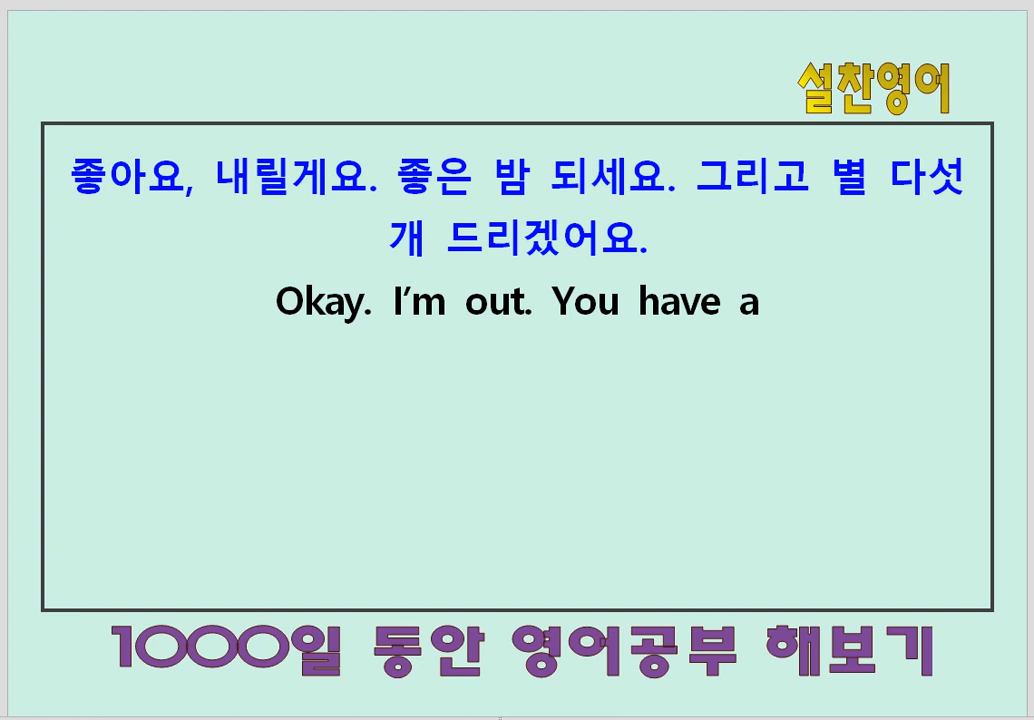 설찬영어
좋아요, 내릴게요. 좋은 밤 되세요. 그리고 별 다섯
개 드리겠어요.
Okay. I’m out. You have a
1000일 동안 영어공부 해보기